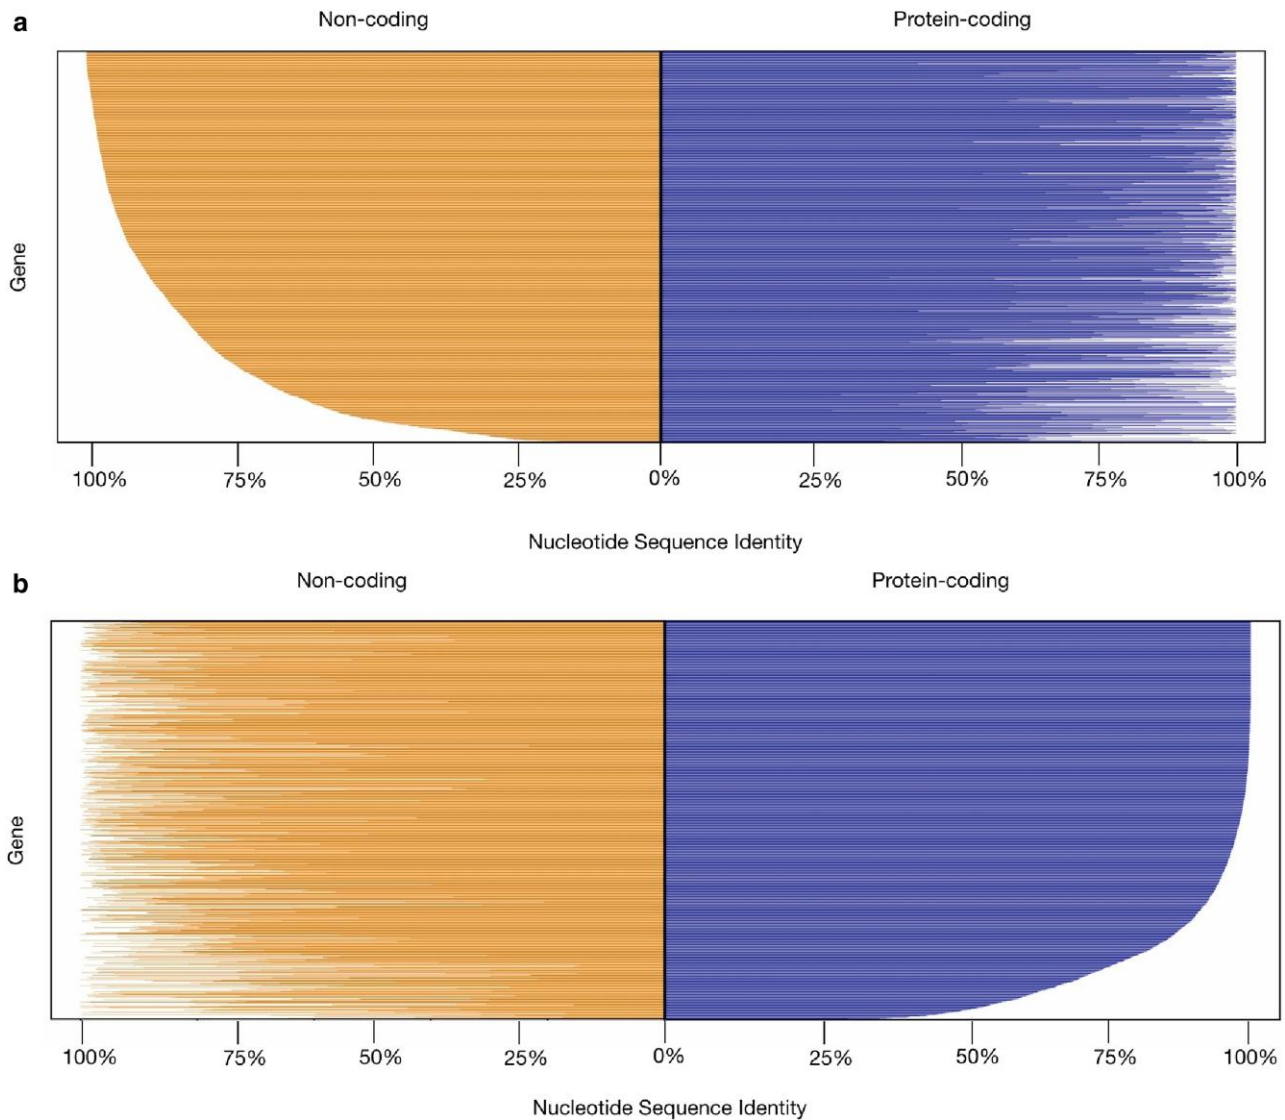 a
Non-coding Protein-coding
Gene
100% 75% 50% 25% 0% 25% 50% 75% 100%
Nucleotide Sequence Identity
b
Non-coding Protein-coding
Gene
100% 75% 50% 25% 0% 25% 50% 75% 100%
Nucleotide Sequence Identity